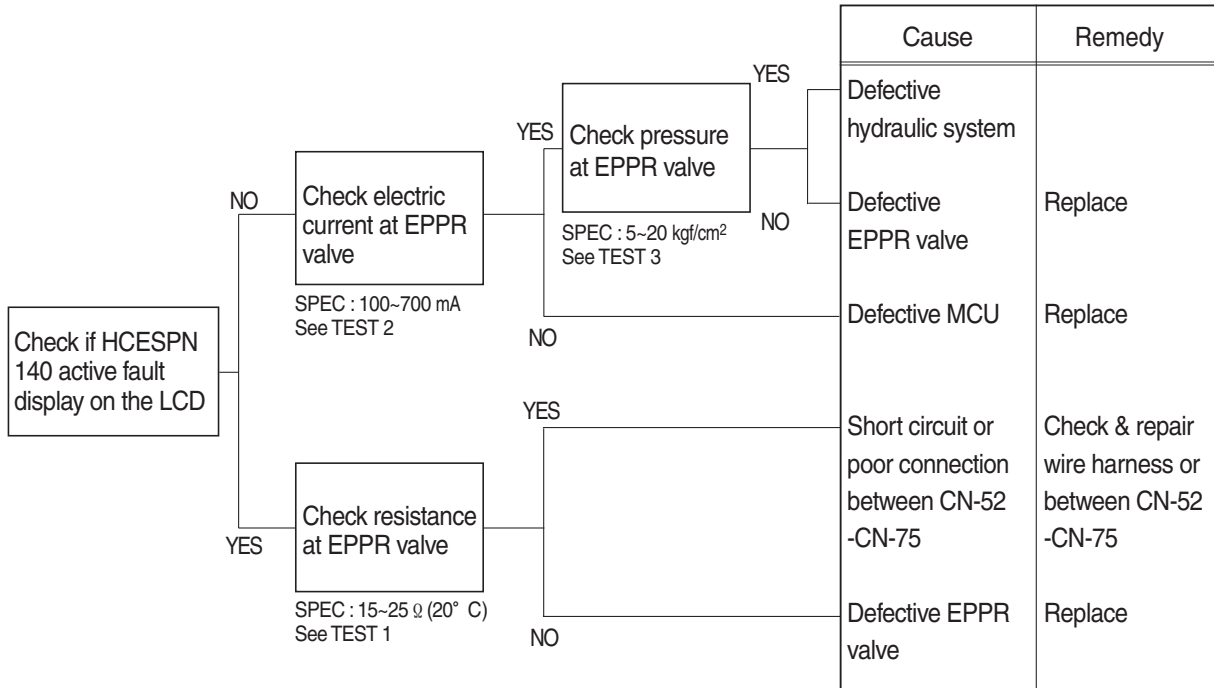 Cause Remedy
YES
Defective
hydraulic system
YES
Check pressure
at EPPR valve
NO
Check electric
current at EPPR
valve
Defective
EPPR valve
Replace
NO
SPEC : 5~20 kgf/cm²
See TEST 3
SPEC : 100~700 mA
See TEST 2
Defective MCU
Replace
NO
Check if HCESPN
140 active fault
display on the LCD
YES
Short circuit or
poor connection
between CN-52
-CN-75
Check & repair
wire harness or
between CN-52
-CN-75
Check resistance
at EPPR valve
YES
SPEC : 15~25 Ω (20° C)
See TEST 1
NO
Defective EPPR
valve
Replace